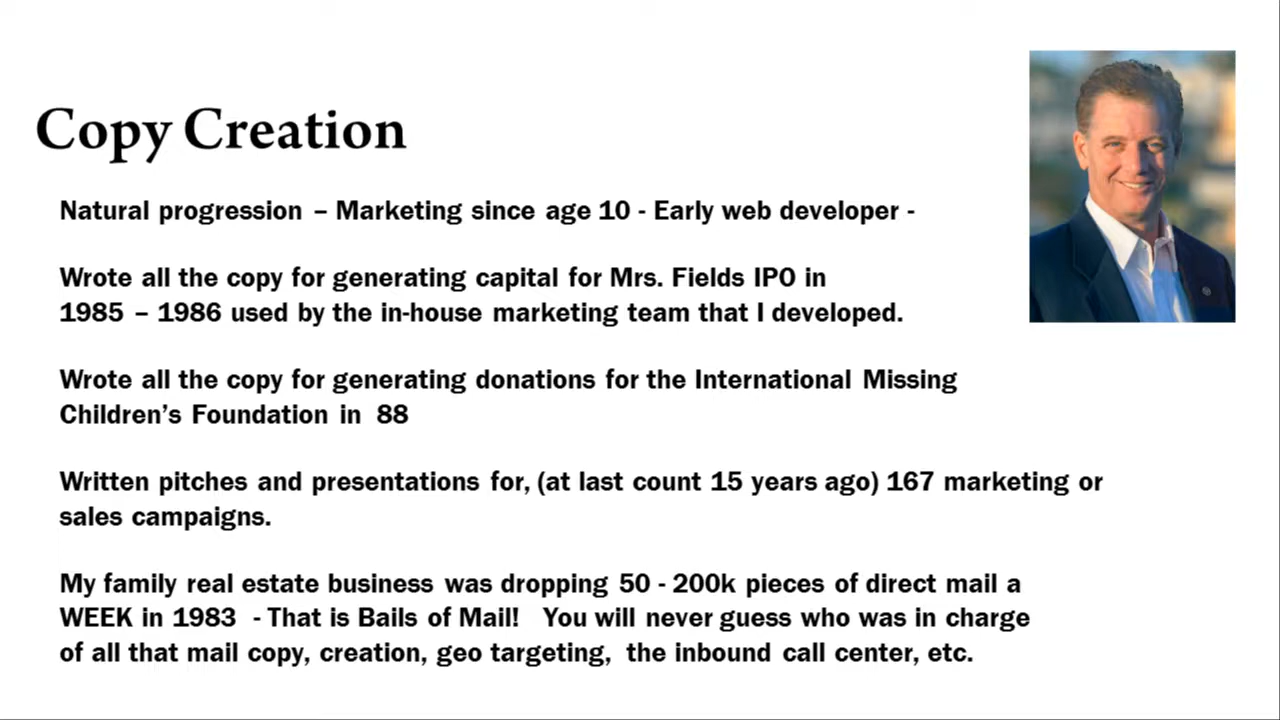 Copy Creation
Natural progression – Marketing since age 10 - Early web developer -
Wrote all the copy for generating capital for Mrs. Fields IPO in
1985 – 1986 used by the in-house marketing team that I developed.
Wrote all the copy for generating donations for the International Missing
Children’s Foundation in 88
Written pitches and presentations for, (at last count 15 years ago) 167 marketing or
sales campaigns.
My family real estate business was dropping 50 - 200k pieces of direct mail a
WEEK in 1983 - That is Bails of Mail! You will never guess who was in charge
of all that mail copy, creation, geo targeting, the inbound call center, etc.